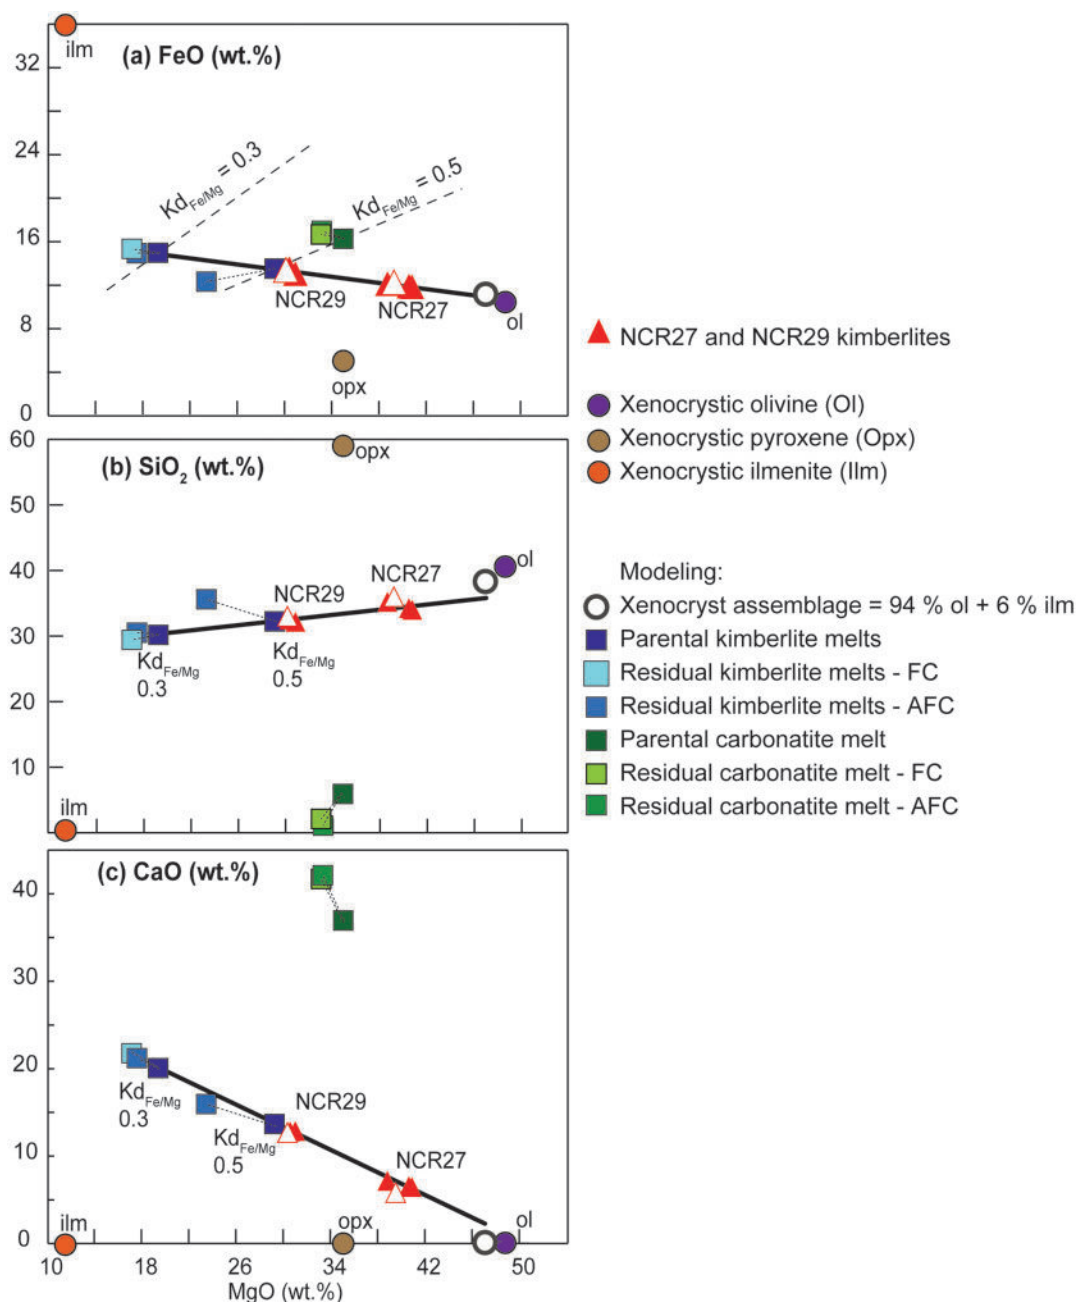 (a) FeO (wt.%)
ilm
32
24
16
8
0
Kd Fe/Mg = 0.3
Kd Fe/Mg = 0.5
NCR29
NCR27
ol
opx
(b) SiO2 (wt.%)
60
50
40
30
20
10
opx
ol
NCR29
NCR27
Kd Fe/Mg
0.3
Kd Fe/Mg
0.5
ilm
(c) CaO (wt.%)
40
30
20
10
0
Kd Fe/Mg
0.3
Kd Fe/Mg
0.5
NCR29
NCR27
ilm
opx
ol
10 18 26 34 42 50
MgO (wt.%)
NCR27 and NCR29 kimberlites
Xenocrystic olivine (Ol)
Xenocrystic pyroxene (Opx)
Xenocrystic ilmenite (Ilm)
Modeling:
Xenocryst assemblage = 94 % ol + 6 % ilm
Parental kimberlite melts
Residual kimberlite melts - FC
Residual kimberlite melts - AFC
Parental carbonatite melt
Residual carbonatite melt - FC
Residual carbonatite melt - AFC